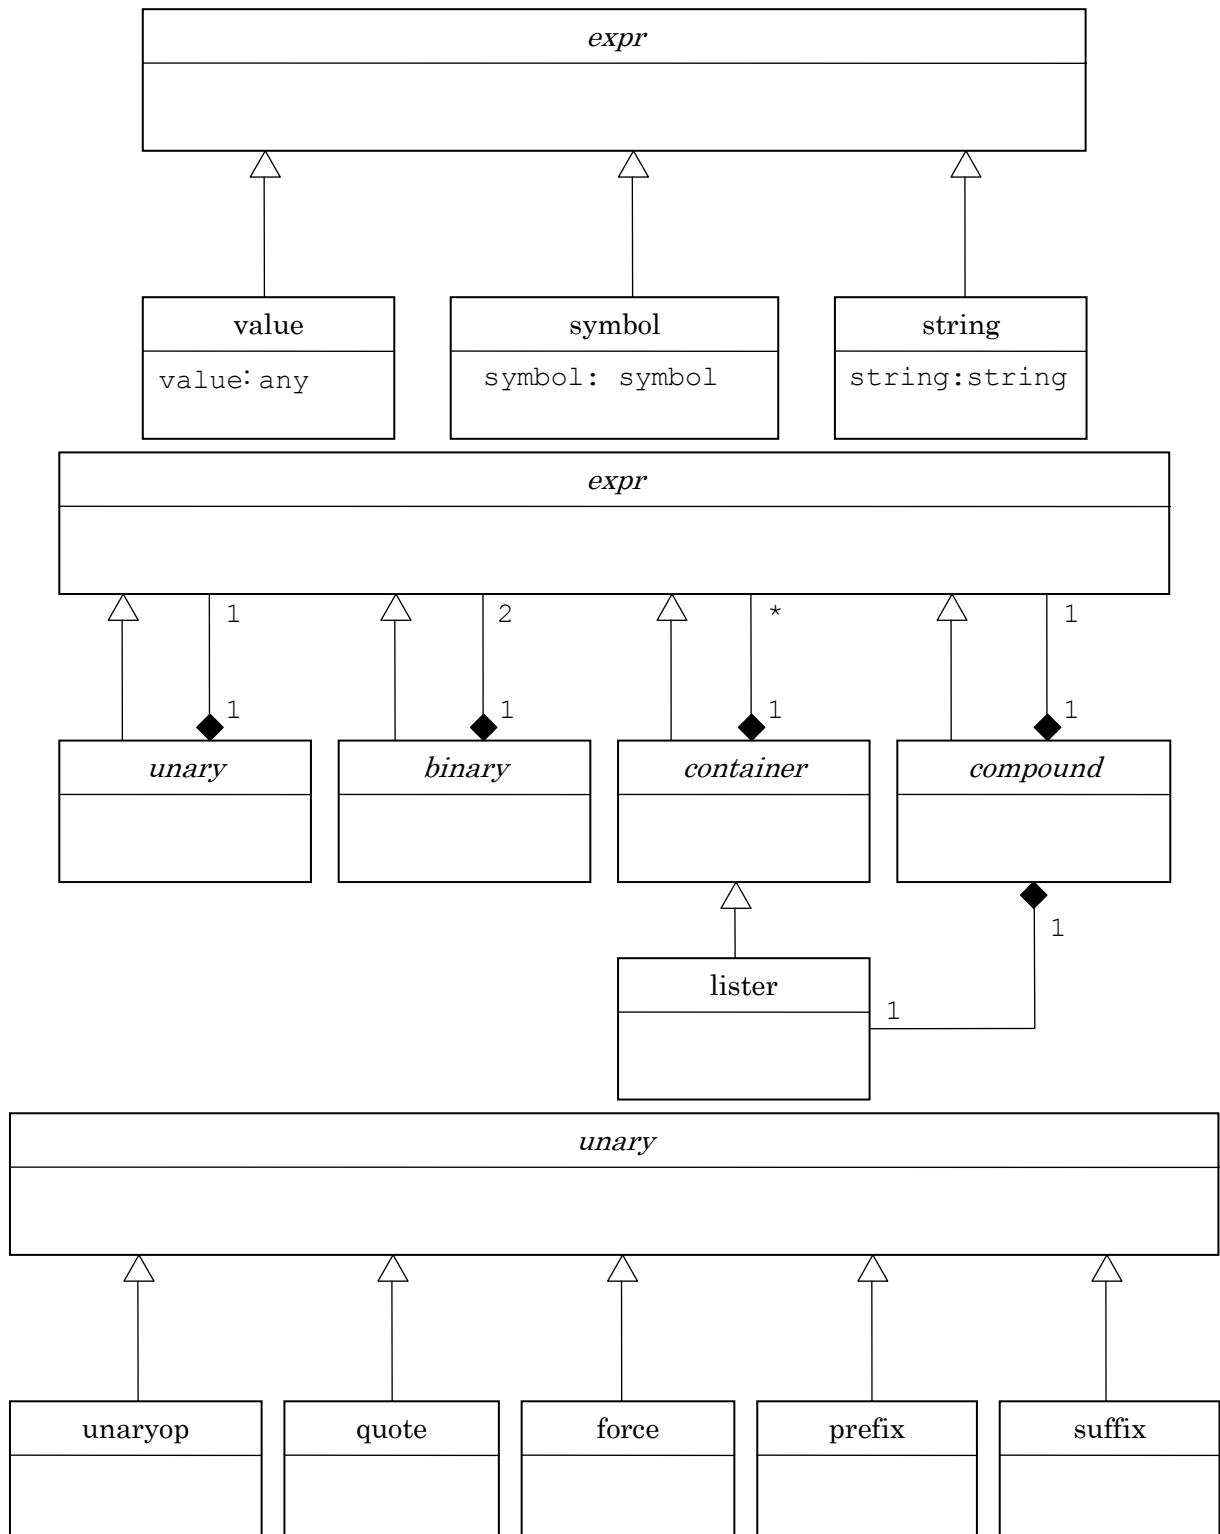 expr
value symbol string
value: any symbol: symbol string:string
expr
1 2 * 1
1 1 1 1
unary binary container compound
1
lister
1
unary
unaryop quote force prefix suffix